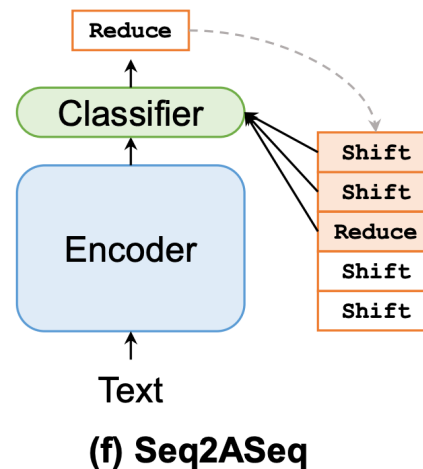 Reduce
Classifier
Shift
Shift
Encoder
Reduce
Shift
Shift
Text
(f) Seq2ASeq